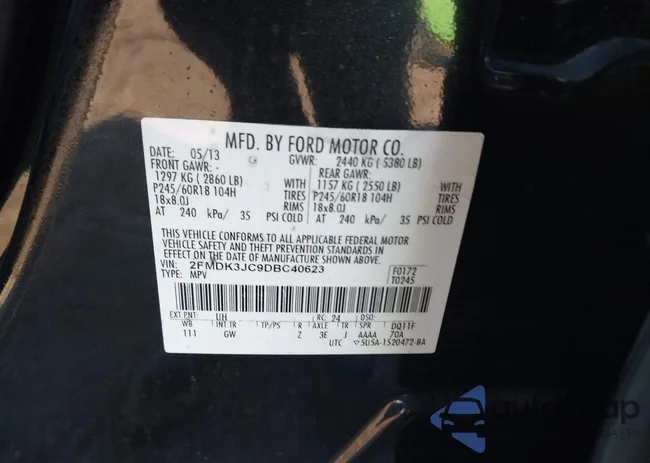 MFD. BY FORD MOTOR CO.
DATE: 05/13 GVWR: 2440 KG ( 5380 LB)
FRONT GAWR: - REAR GAWR:
1297 KG ( 2860 LB) WITH 1157 KG ( 2550 LB) WITH
P245/60R18 104H TIRES P245/60R18 104H TIRES
18x8.0J RIMS 18x8.0J RIMS
AT 240 kPa/ 35 PSI COLD AT 240 kPa/ 35 PSI COLD
THIS VEHICLE CONFORMS TO ALL APPLICABLE FEDERAL MOTOR
VEHICLE SAFETY AND THEFT PREVENTION STANDARDS
IN EFFECT ON THE DATE OF MANUFACTURE SHOWN ABOVE.
VIN: 2FMDK3JC9DBC40623 F0172
TYPE: MPV T0245
EXT PNT: UH RC: 24 DSO:
WB INT TR TP/PS R AXLE TR SPR DQ11F
111 GW Z 3E J AAAA 70A
UTC 5U5A-1520472-BA